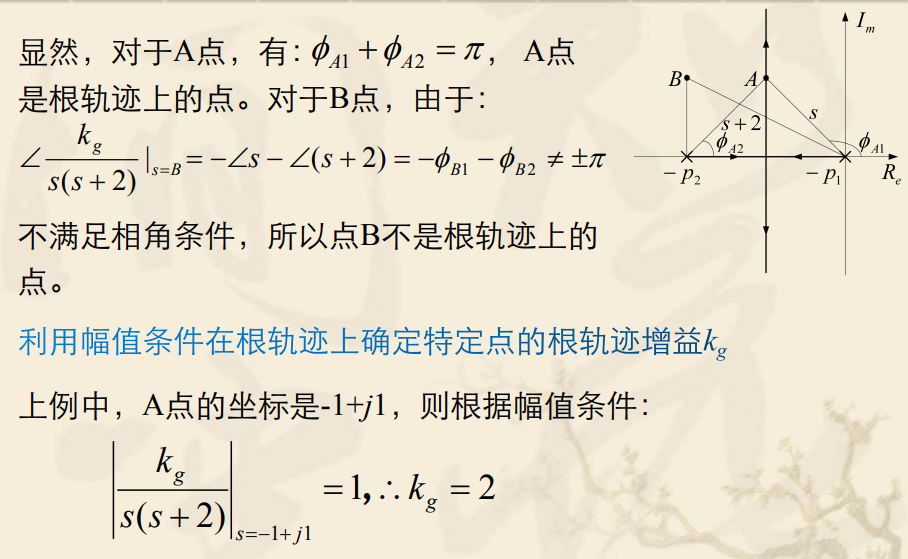 显然，对于A点，有：$\phi_{A1}+\phi_{A2}=\pi$， A点
是根轨迹上的点。对于B点，由于：
$\angle\frac{k_g}{s(s+2)}|_{s=B}=-\angle s-\angle(s+2)=-\phi_{B1}-\phi_{B2}\neq\pm\pi$
不满足相角条件，所以点B不是根轨迹上的
点。
利用幅值条件在根轨迹上确定特定点的根轨迹增益$k_g$
上例中，A点的坐标是-1+j1，则根据幅值条件：
$\left|\frac{k_g}{s(s+2)}\right|_{s=-1+j1}=1,\therefore k_g=2$
$I_m$
B
A
s
s+2
$\phi_{A2}$
$\phi_{A1}$
$-p_2$
$-p_1$
$R_e$